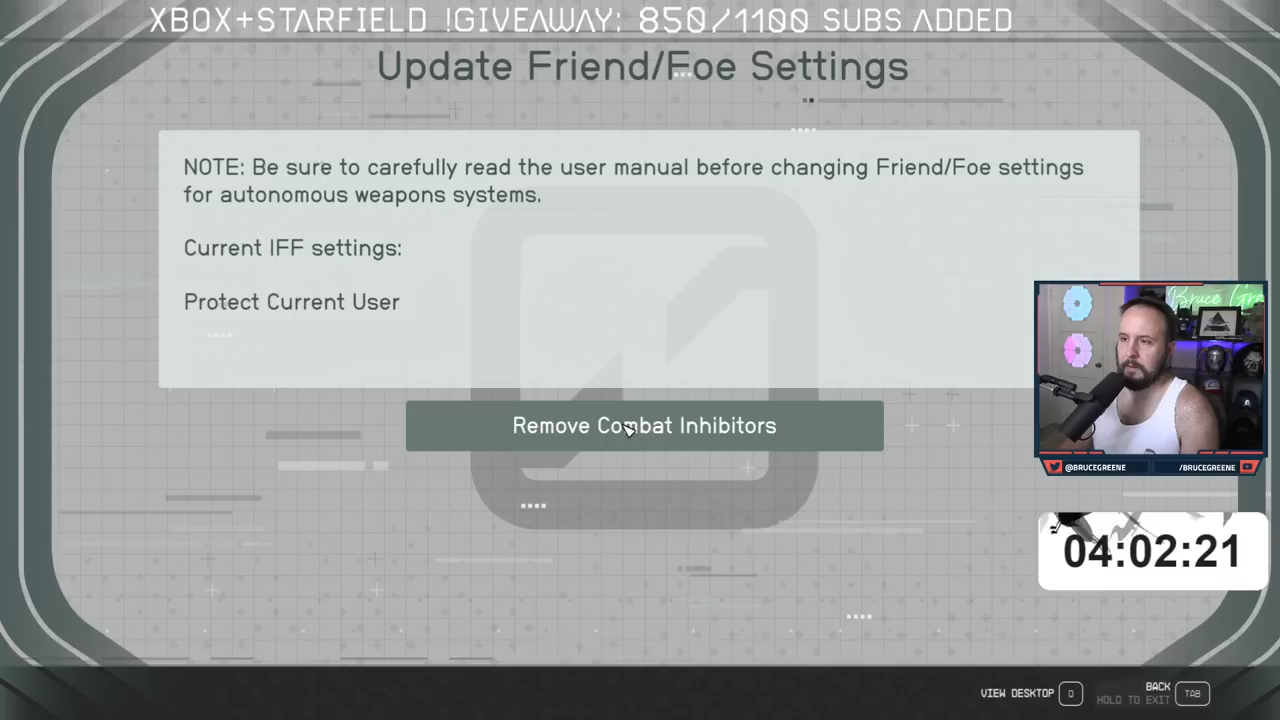 XBOX+STARFIELD !GIVEAWAY: 850/1100 SUBS ADDED
Update Friend/Foe Settings
NOTE: Be sure to carefully read the user manual before changing Friend/Foe settings
for autonomous weapons systems.
Current IFF settings:
Protect Current User
Remove Combat Inhibitors
Bruce Gre
@BRUCEGREENE
/BRUCEGREENE
04:02:21
VIEW DESKTOP Q
BACK
HOLD TO EXIT
TAB